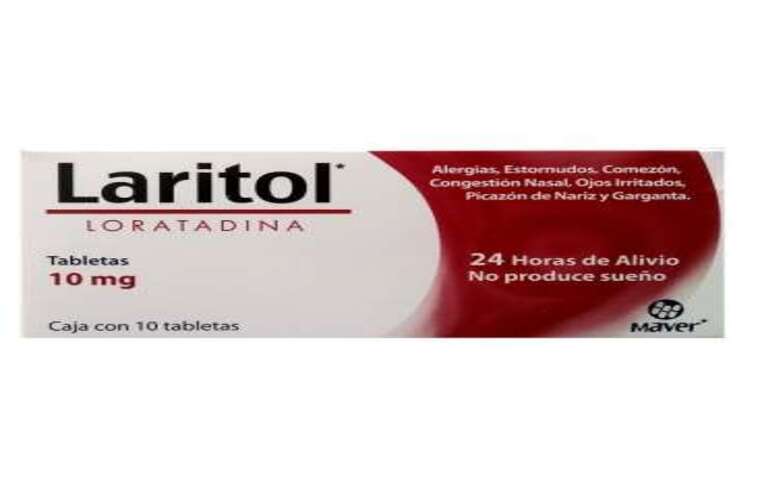 Laritol*
LORATADINA
Tabletas
10 mg
Caja con 10 tabletas
Alergias, Estornudos, Comezón,
Congestión Nasal, Ojos Irritados,
Picazón de Nariz y Garganta.
24 Horas de Alivio
No produce sueño
Maver*